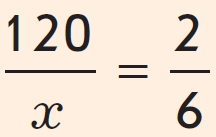 120/x = 2/6